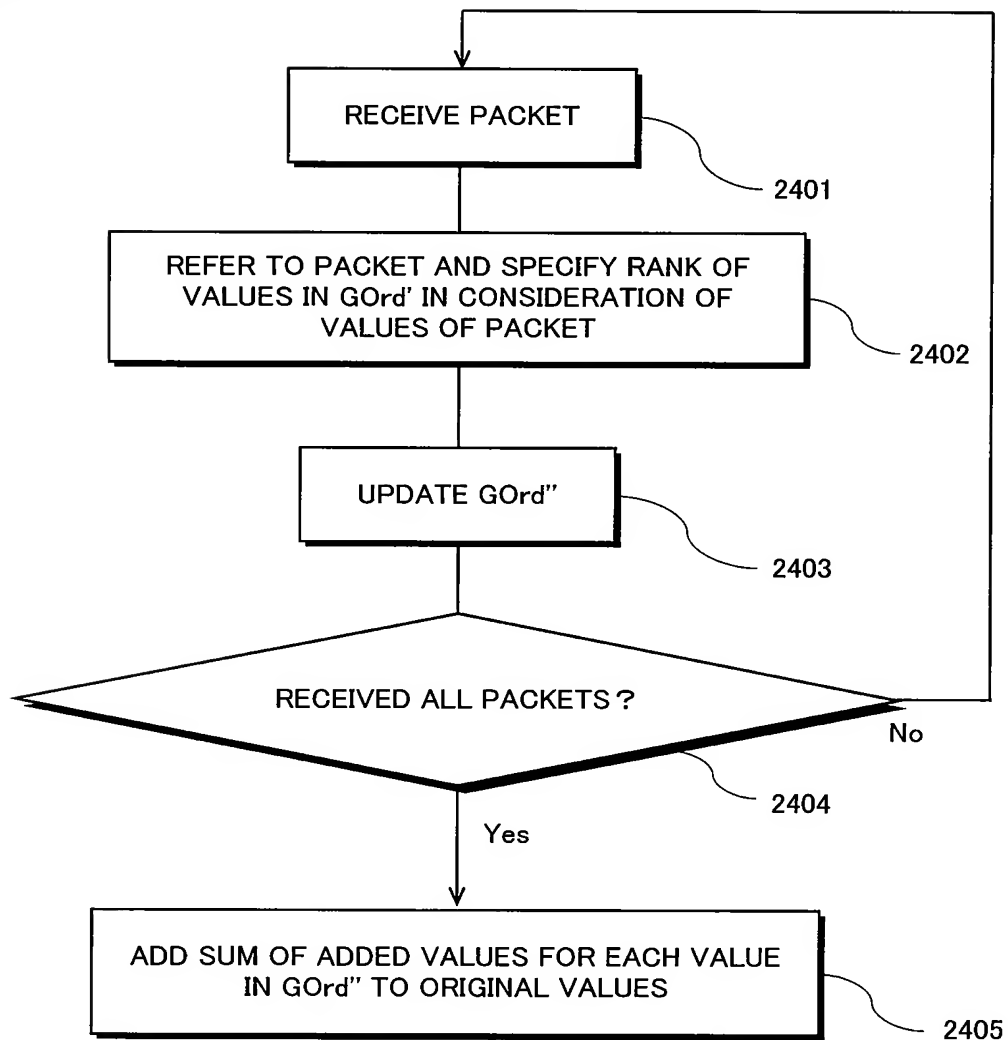 RECEIVE PACKET
2401
REFER TO PACKET AND SPECIFY RANK OF
VALUES IN GOrd' IN CONSIDERATION OF
VALUES OF PACKET
2402
UPDATE GOrd”
2403
RECEIVED ALL PACKETS?
No
2404
Yes
ADD SUM OF ADDED VALUES FOR EACH VALUE
IN GOrd” TO ORIGINAL VALUES
2405